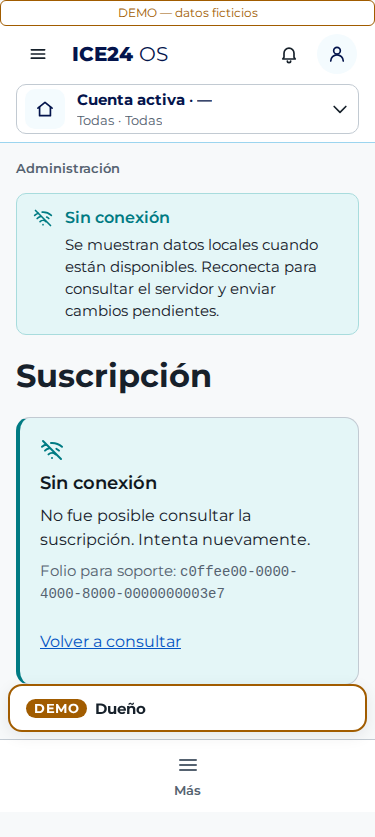 DEMO — datos ficticios
ICE24 OS
Cuenta activa · —
Todas · Todas
Administración
Sin conexión
Se muestran datos locales cuando
están disponibles. Reconecta para
consultar el servidor y enviar
cambios pendientes.
Suscripción
Sin conexión
No fue posible consultar la
suscripción. Intenta nuevamente.
Folio para soporte: c0ffee00-0000-
4000-8000-0000000003e7
Volver a consultar
DEMO Dueño
Más